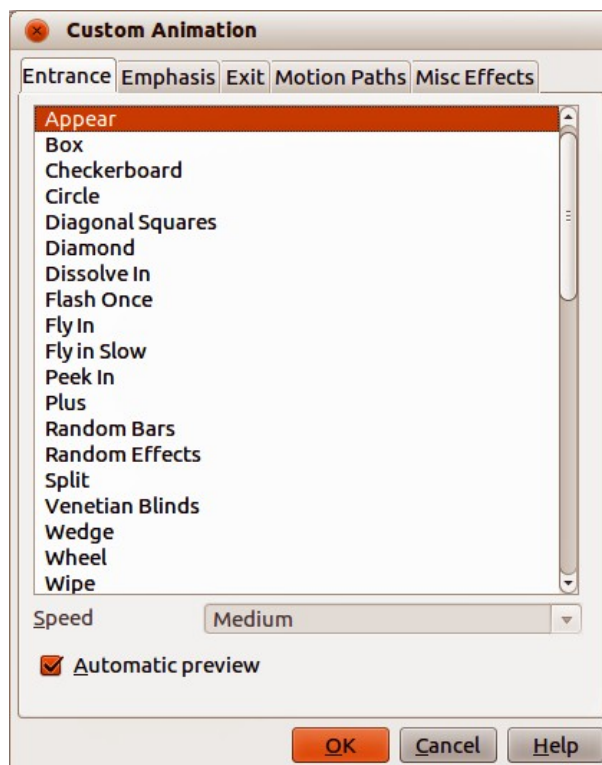 Custom Animation
Entrance Emphasis Exit Motion Paths Misc Effects
Appear
Box
Checkerboard
Circle
Diagonal Squares
Diamond
Dissolve In
Flash Once
Fly In
Fly in Slow
Peek In
Plus
Random Bars
Random Effects
Split
Venetian Blinds
Wedge
Wheel
Wipe
Speed Medium
Automatic preview
OK Cancel Help